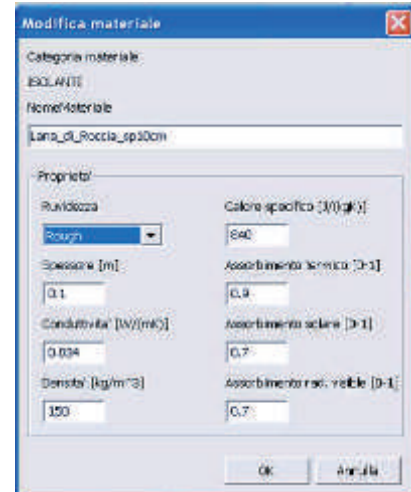 Modifica materiale
Categoria materiale
ISOLANTI
NomeMateriale
Lana_di_Roccia_sp10cm
Proprieta'
Ruvidezza
Calore specifico [J/(kgK)]
Rough
840
Spessore [m]
Assorbimento termico [0-1]
0.1
0.9
Conduttivita' [W/(mK)]
Assorbimento solare [0-1]
0.034
0.7
Densita' [kg/m^3]
Assorbimento rad. visibile [0-1]
150
0.7
OK
Annulla